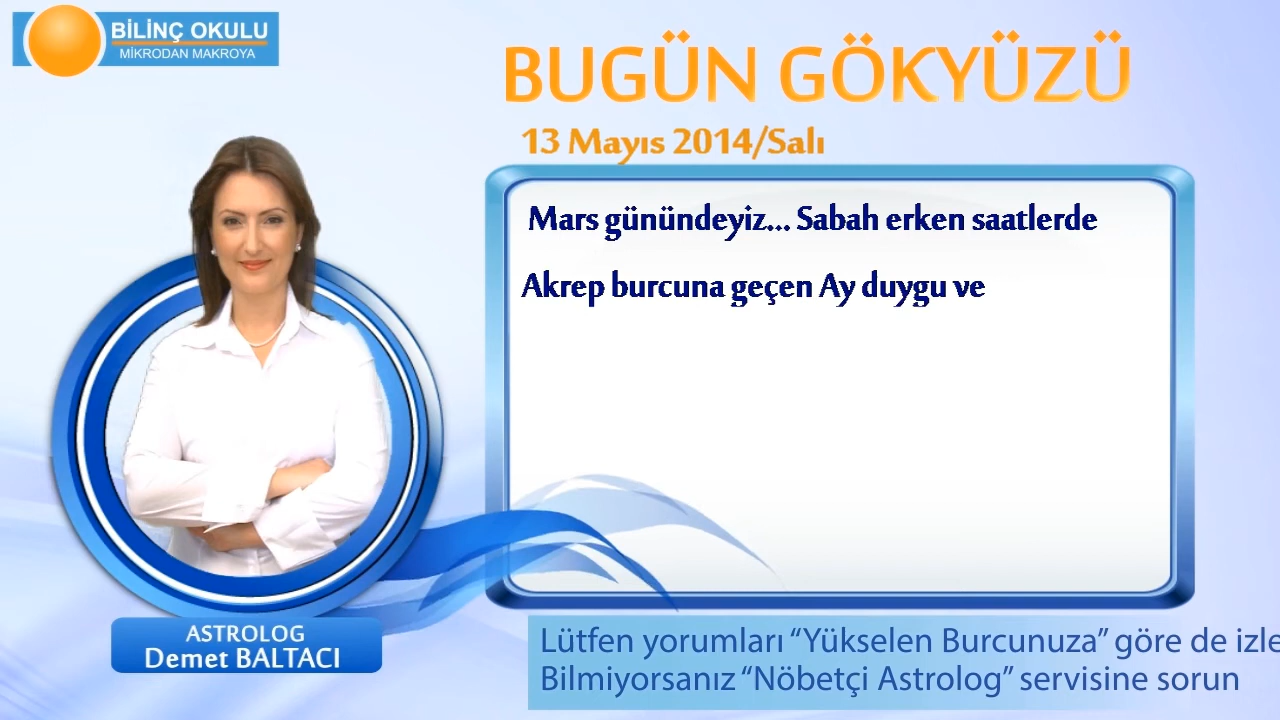 BİLİNÇ OKULU
MİKRODAN MAKROYA
BUGÜN GÖKYÜZÜ
13 Mayıs 2014/Salı
Mars günündeyiz... Sabah erken saatlerde
Akrep burcuna geçen Ay duygu ve
ASTROLOG
Demet BALTACI
Lütfen yorumları “Yükselen Burcunuza” göre de izle
Bilmiyorsanız “Nöbetçi Astrolog” servisine sorun